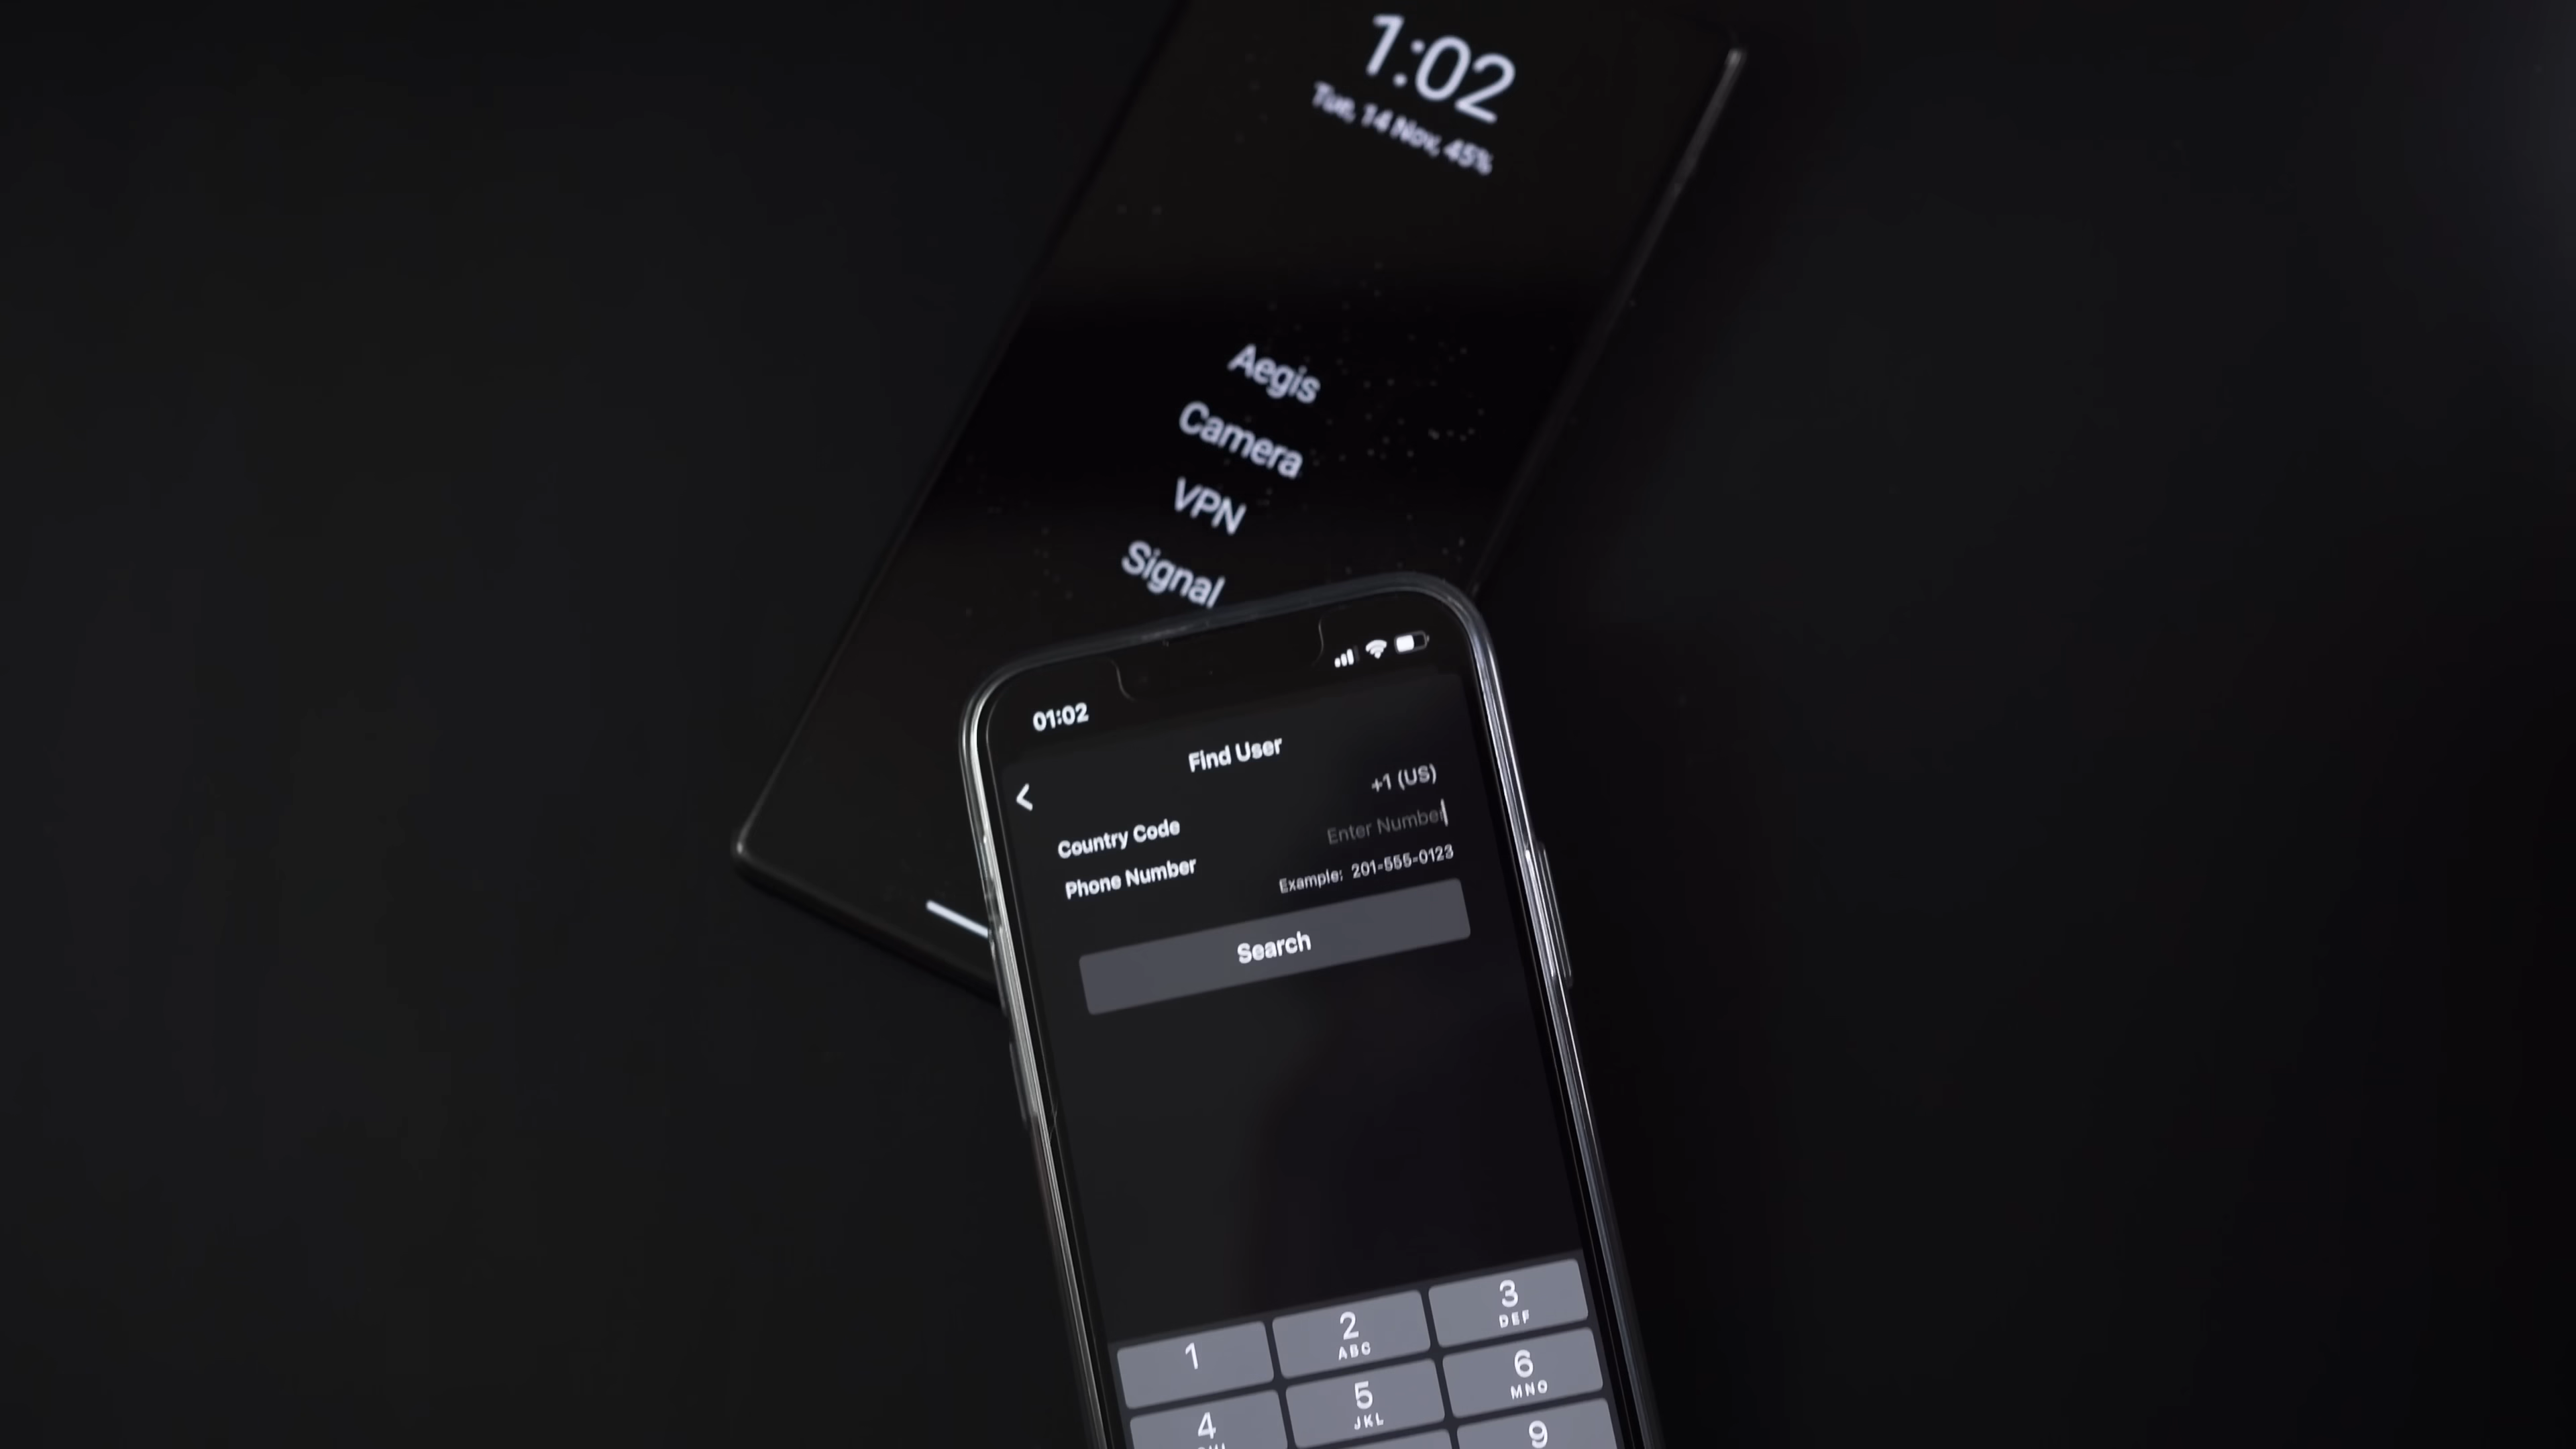 1:02
Tue, 14 Nov, 45%
Aegis
Camera
VPN
Signal
01:02
Find User
Country Code
+1 (US)
Phone Number
Enter Number
Example: 201-555-0123
Search
1
2
ABC
3
DEF
4
5
JKL
6
MNO
9